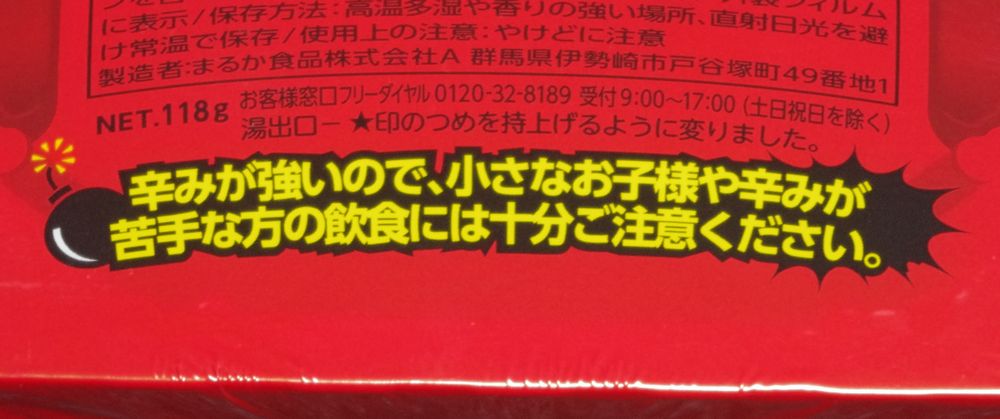 に表示/保存方法:高温多湿や香りの強い場所、直射日光を避
け常温で保存/使用上の注意:やけどに注意
製造者:まるか食品株式会社A 群馬県伊勢崎市戸谷塚町49番地1
NET.118g お客様窓口フリーダイヤル 0120-32-8189 受付9:00~17:00 (土日祝日を除く)
湯出口ー★印のつめを持上げるように変りました。
辛みが強いので、小さなお子様や辛みが
苦手な方の飲食には十分ご注意ください。